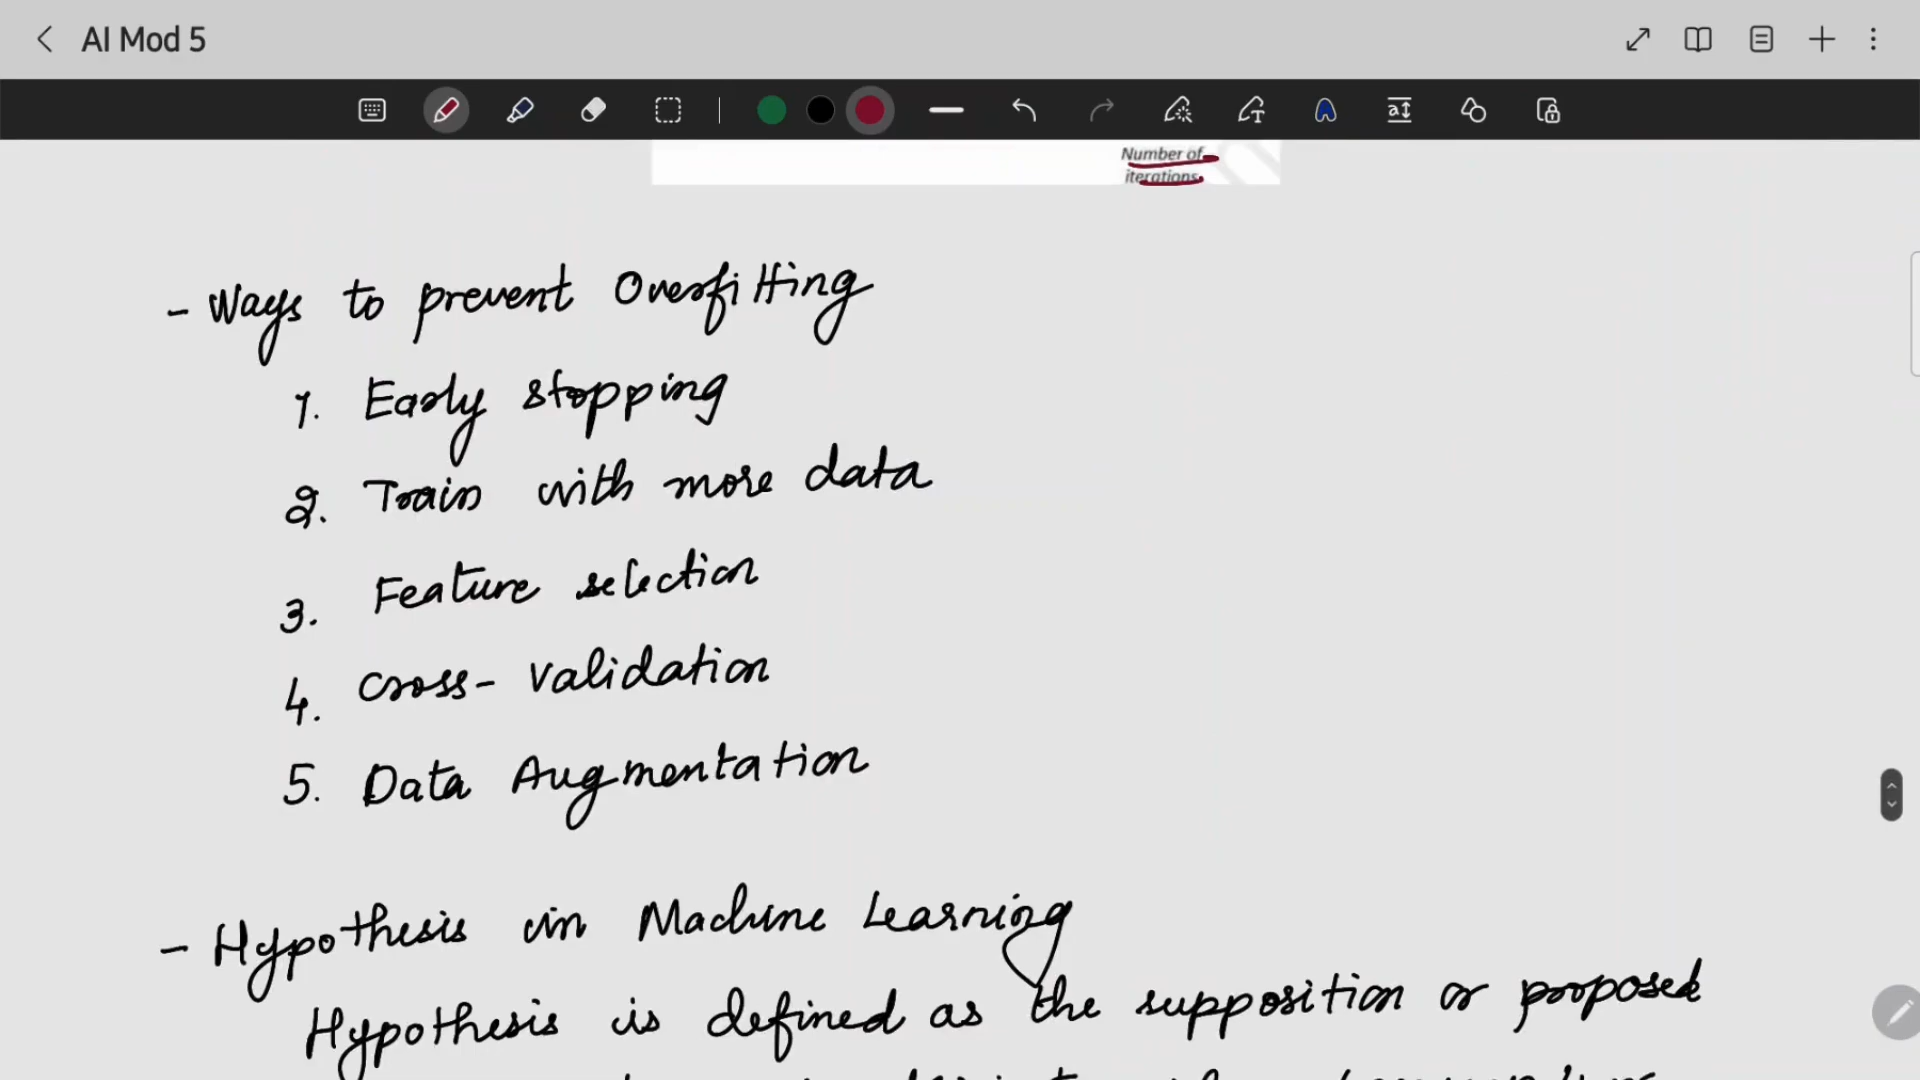 AI Mod 5
Number of
iterations
- Ways to prevent Overfitting
1. Early stopping
2. Train with more data
3. Feature selection
4. Cross-Validation
5. Data Augmentation
- Hypothesis in Machine Learning
Hypothesis is defined as the supposition or proposed